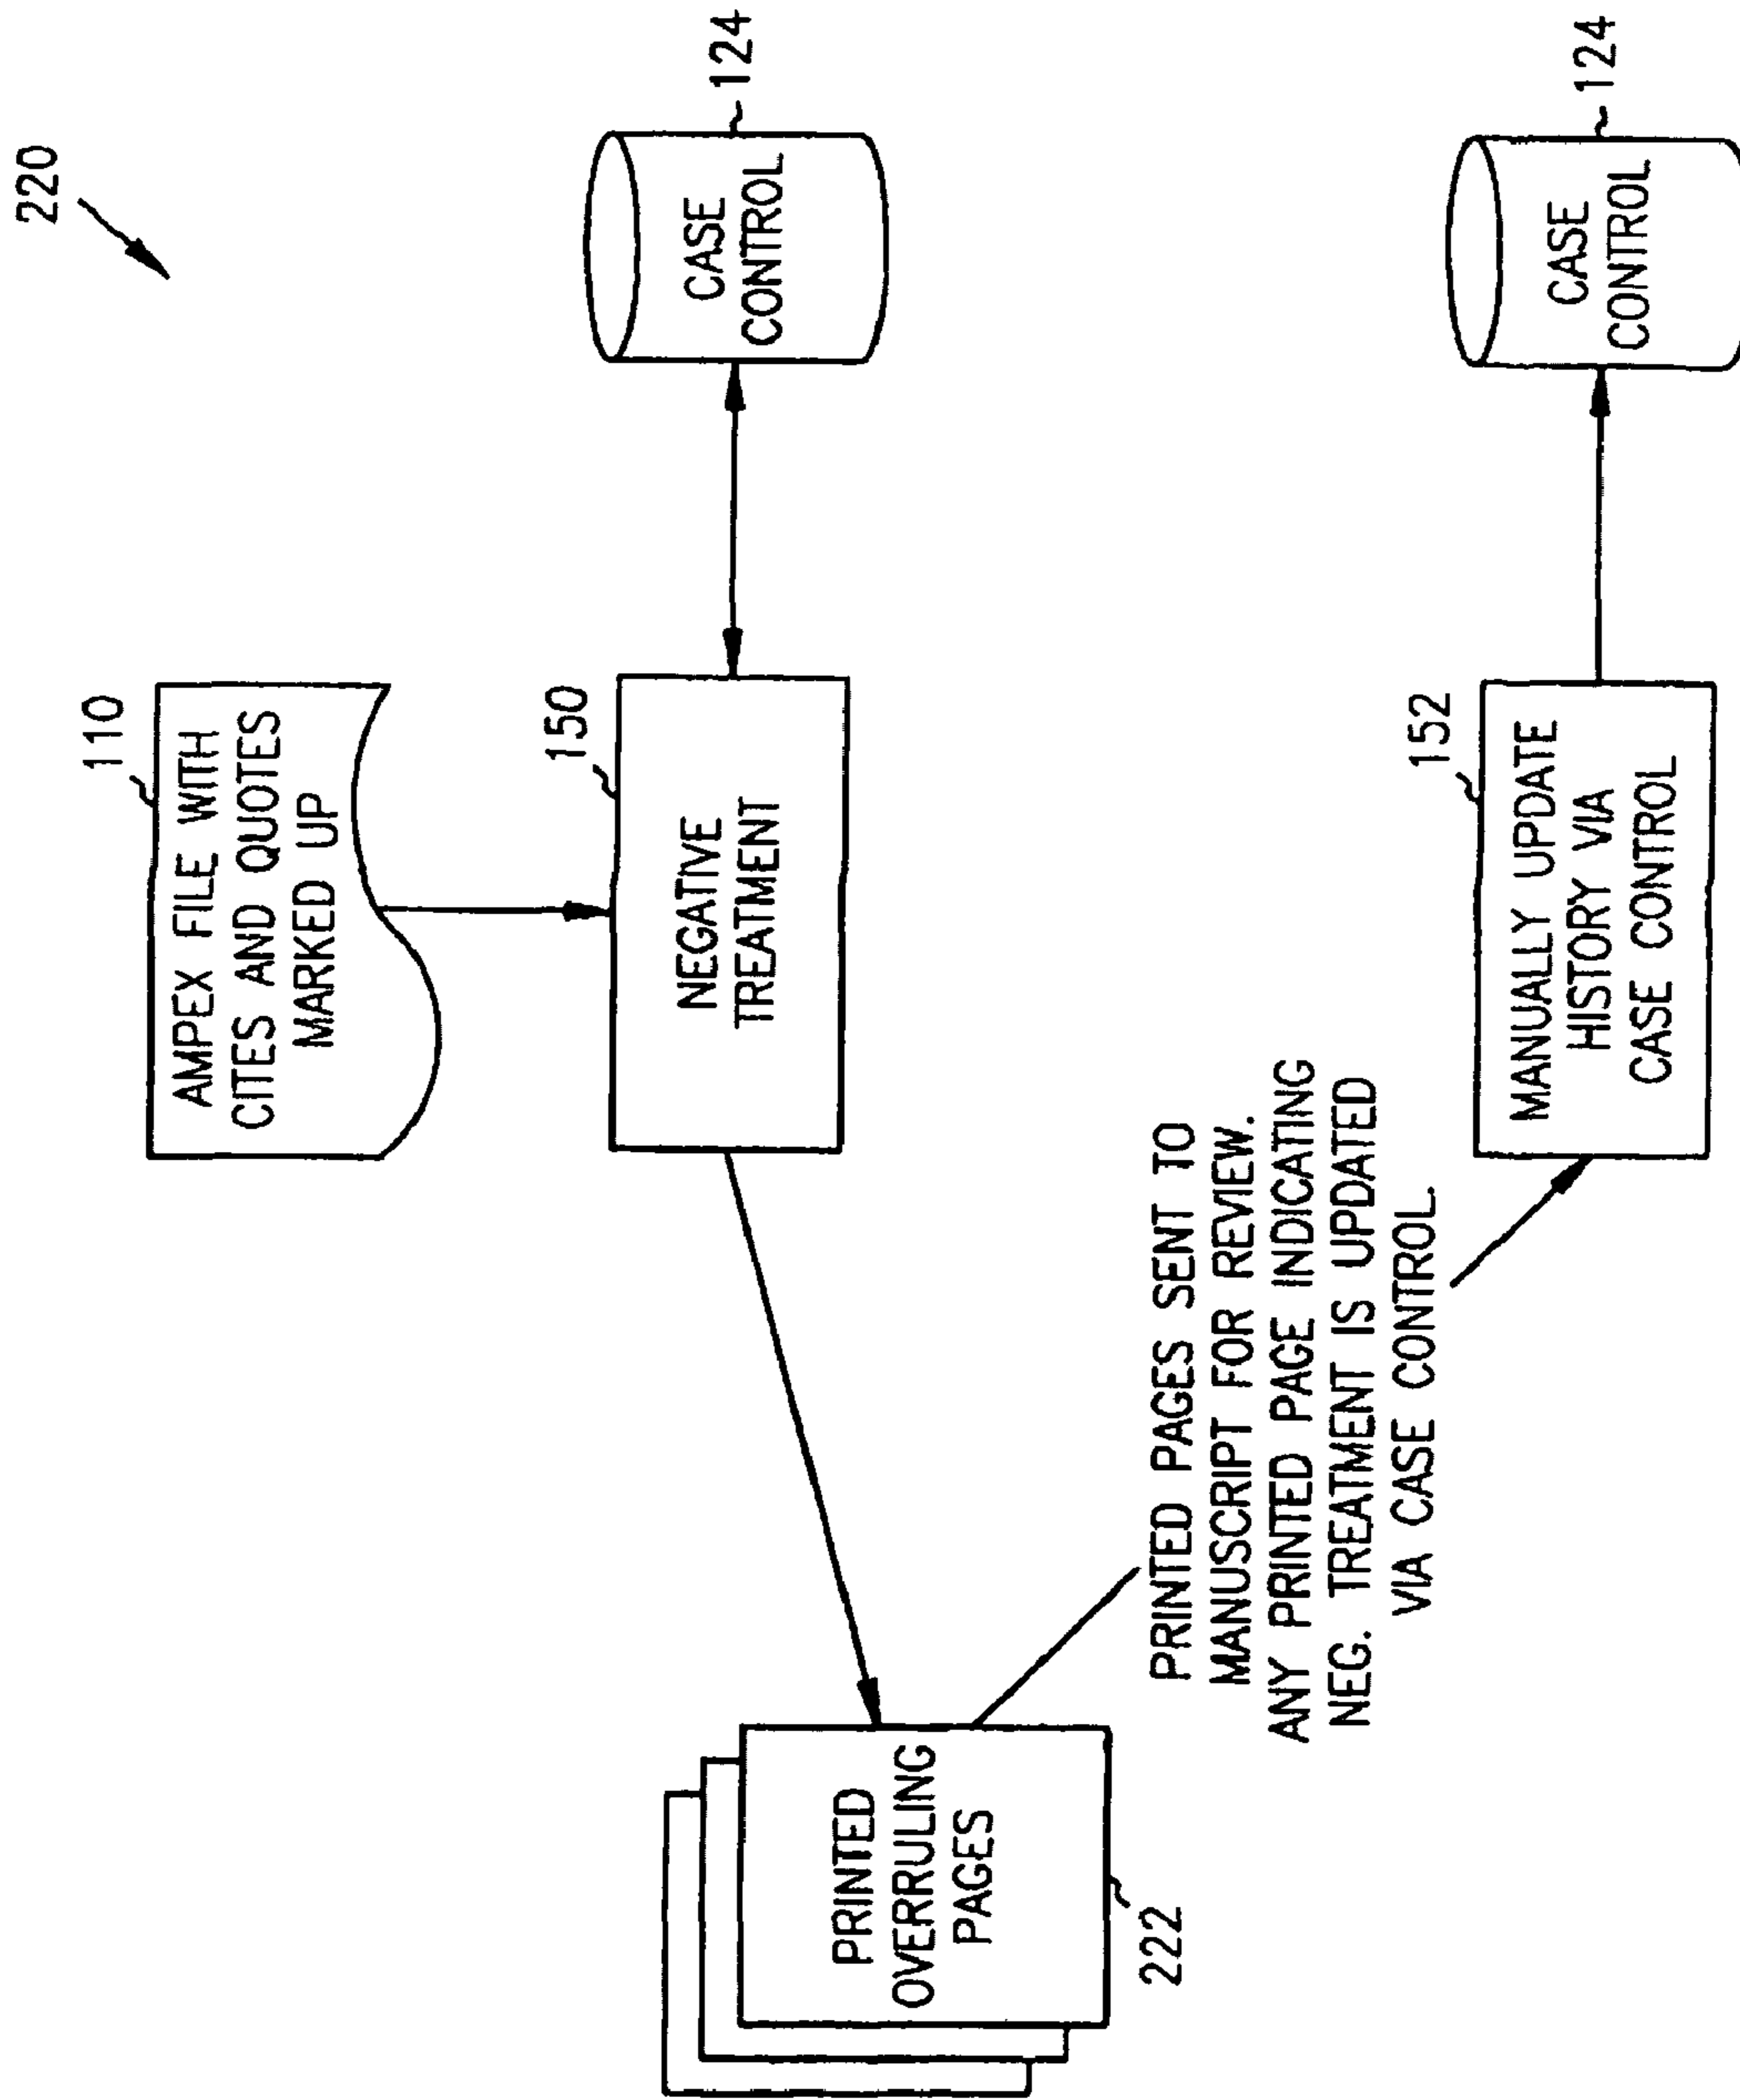 220
110
AMPEX FILE WITH
CITES AND QUOTES
MARKED UP
150
NEGATIVE
TREATMENT
CASE
CONTROL
124
PRINTED
OVERRULING
PAGES
222
PRINTED PAGES SENT TO
MANUSCRIPT FOR REVIEW.
ANY PRINTED PAGE INDICATING
NEG. TREATMENT IS UPDATED
VIA CASE CONTROL.
152
MANUALLY UPDATE
HISTORY VIA
CASE CONTROL
CASE
CONTROL
124